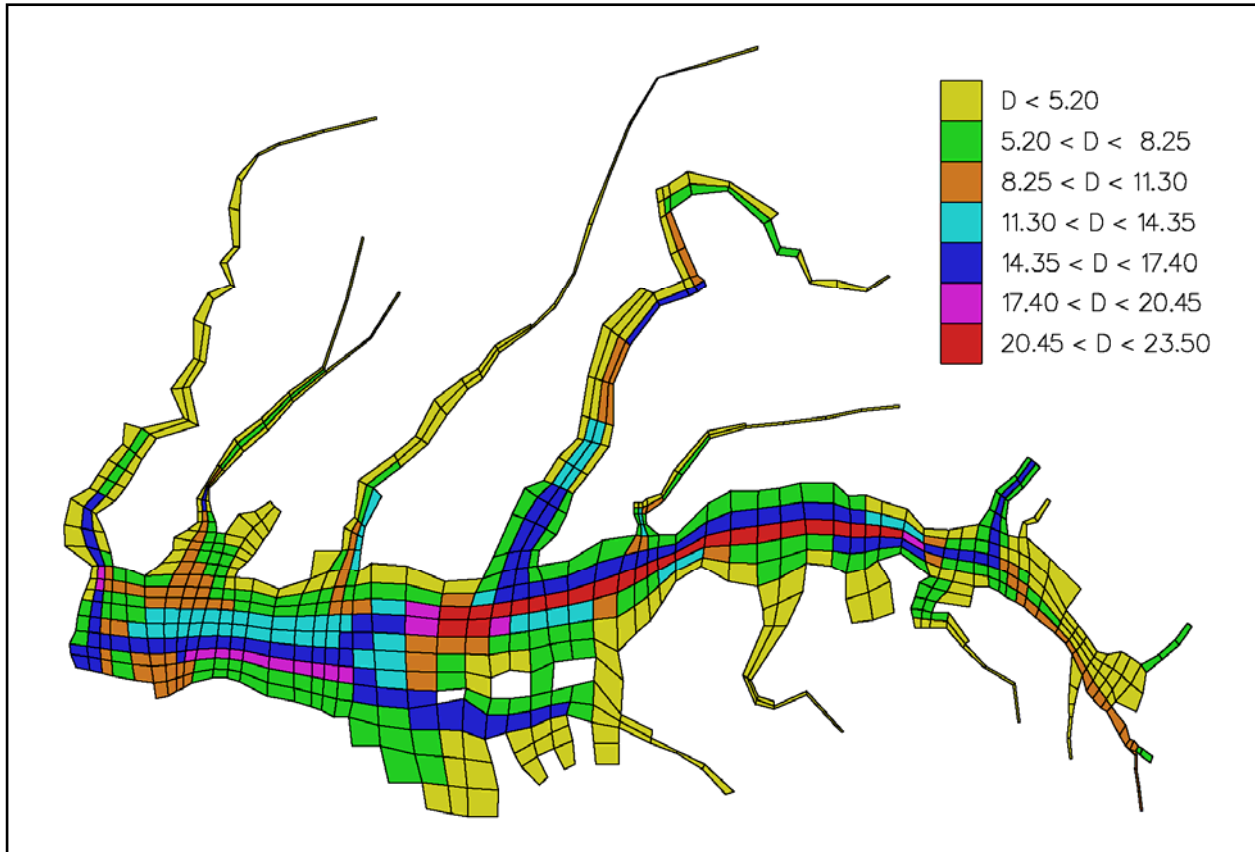 D < 5.20
5.20 < D < 8.25
8.25 < D < 11.30
11.30 < D < 14.35
14.35 < D < 17.40
17.40 < D < 20.45
20.45 < D < 23.50